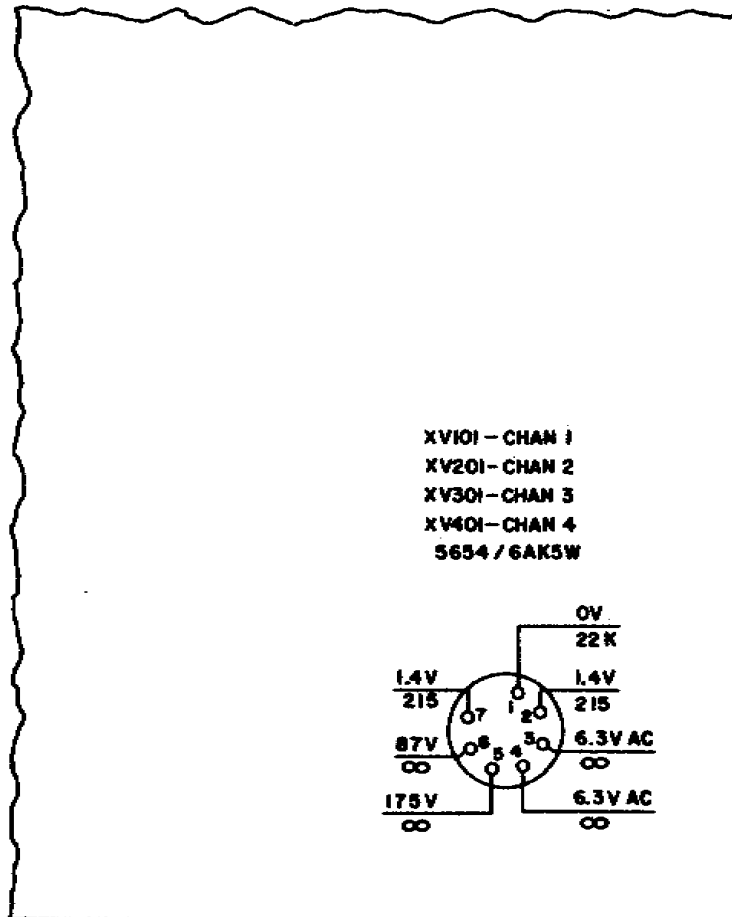 XV101-CHAN 1
XV201-CHAN 2
XV301-CHAN 3
XV401-CHAN 4
5654 / 6AK5W
0V
22K
1.4V
215
1.4V
215
1
2
7
87V
∞
6
5
4
3
6.3V AC
∞
175V
∞
6.3V AC
∞